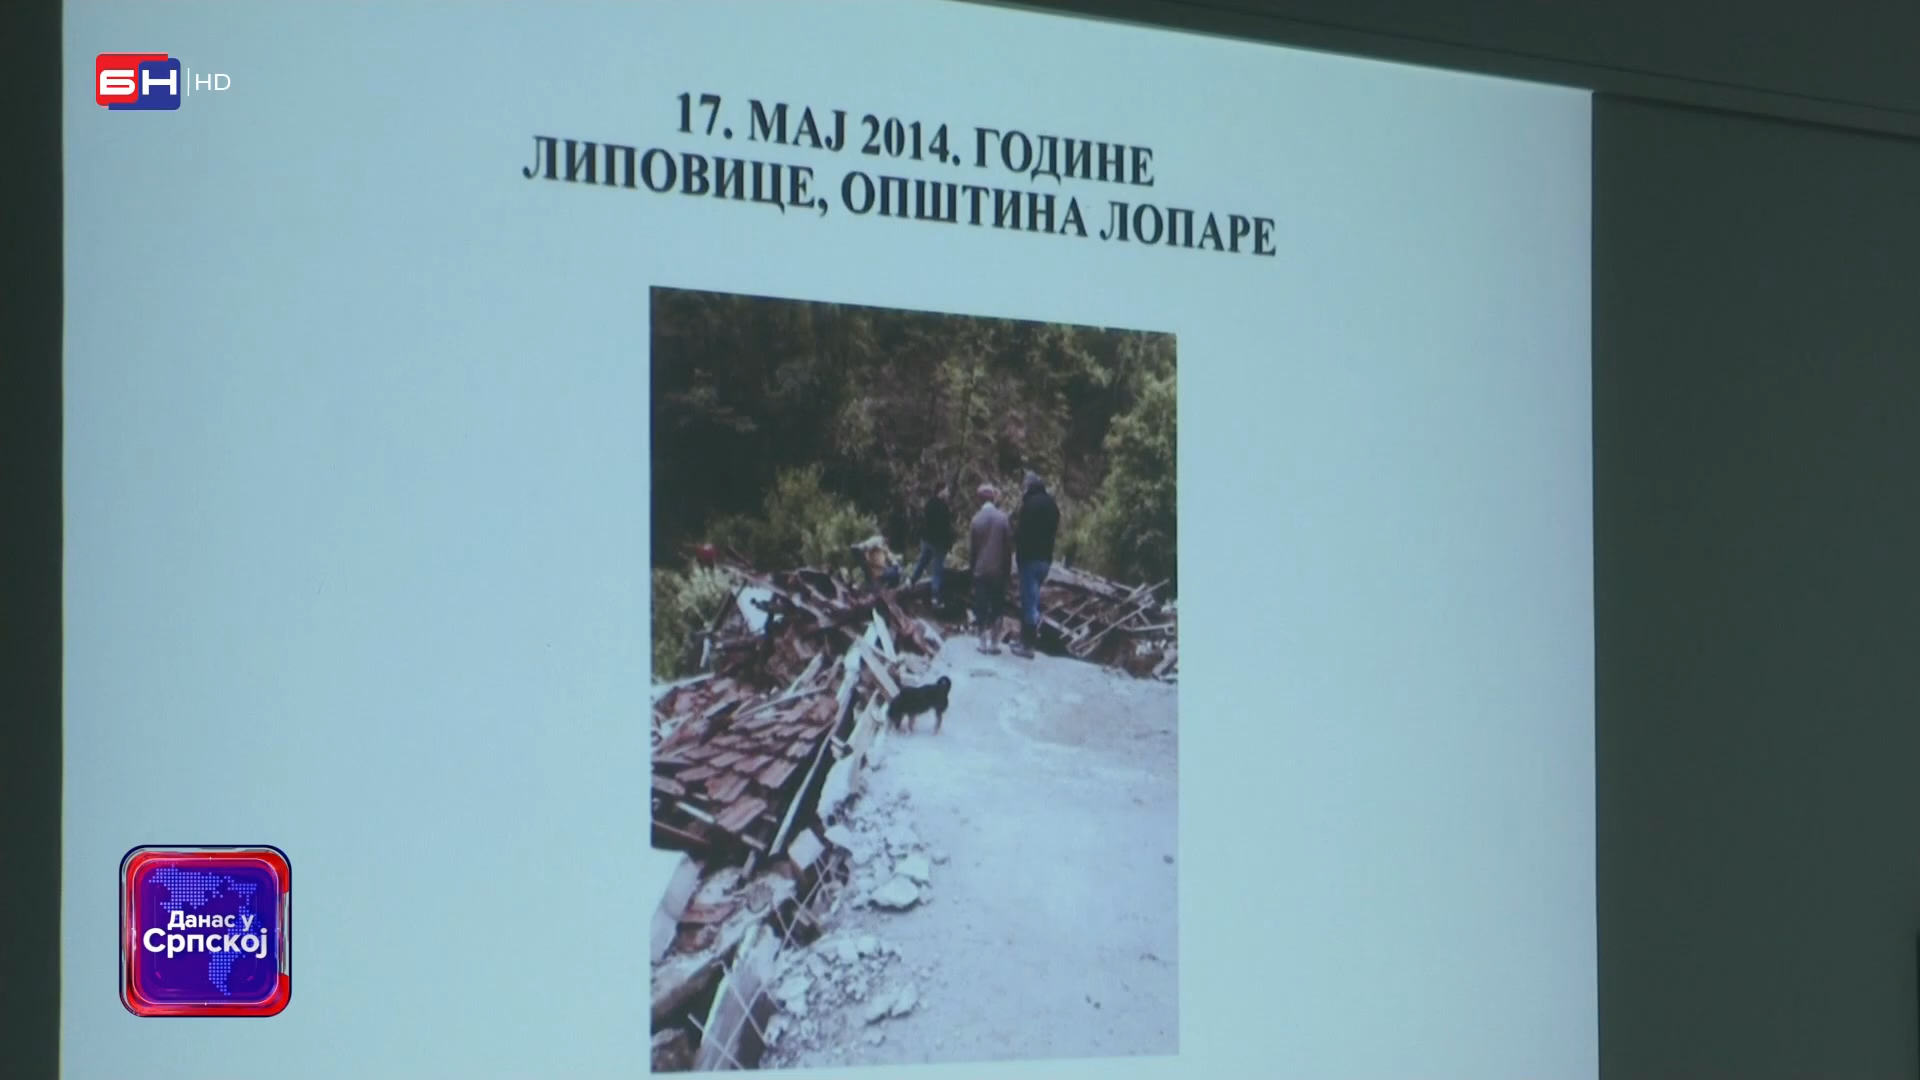 БН HD
17. МАЈ 2014. ГОДИНЕ
ЛИПОВИЦЕ, ОПШТИНА ЛОПАРЕ
Данас у
Српској